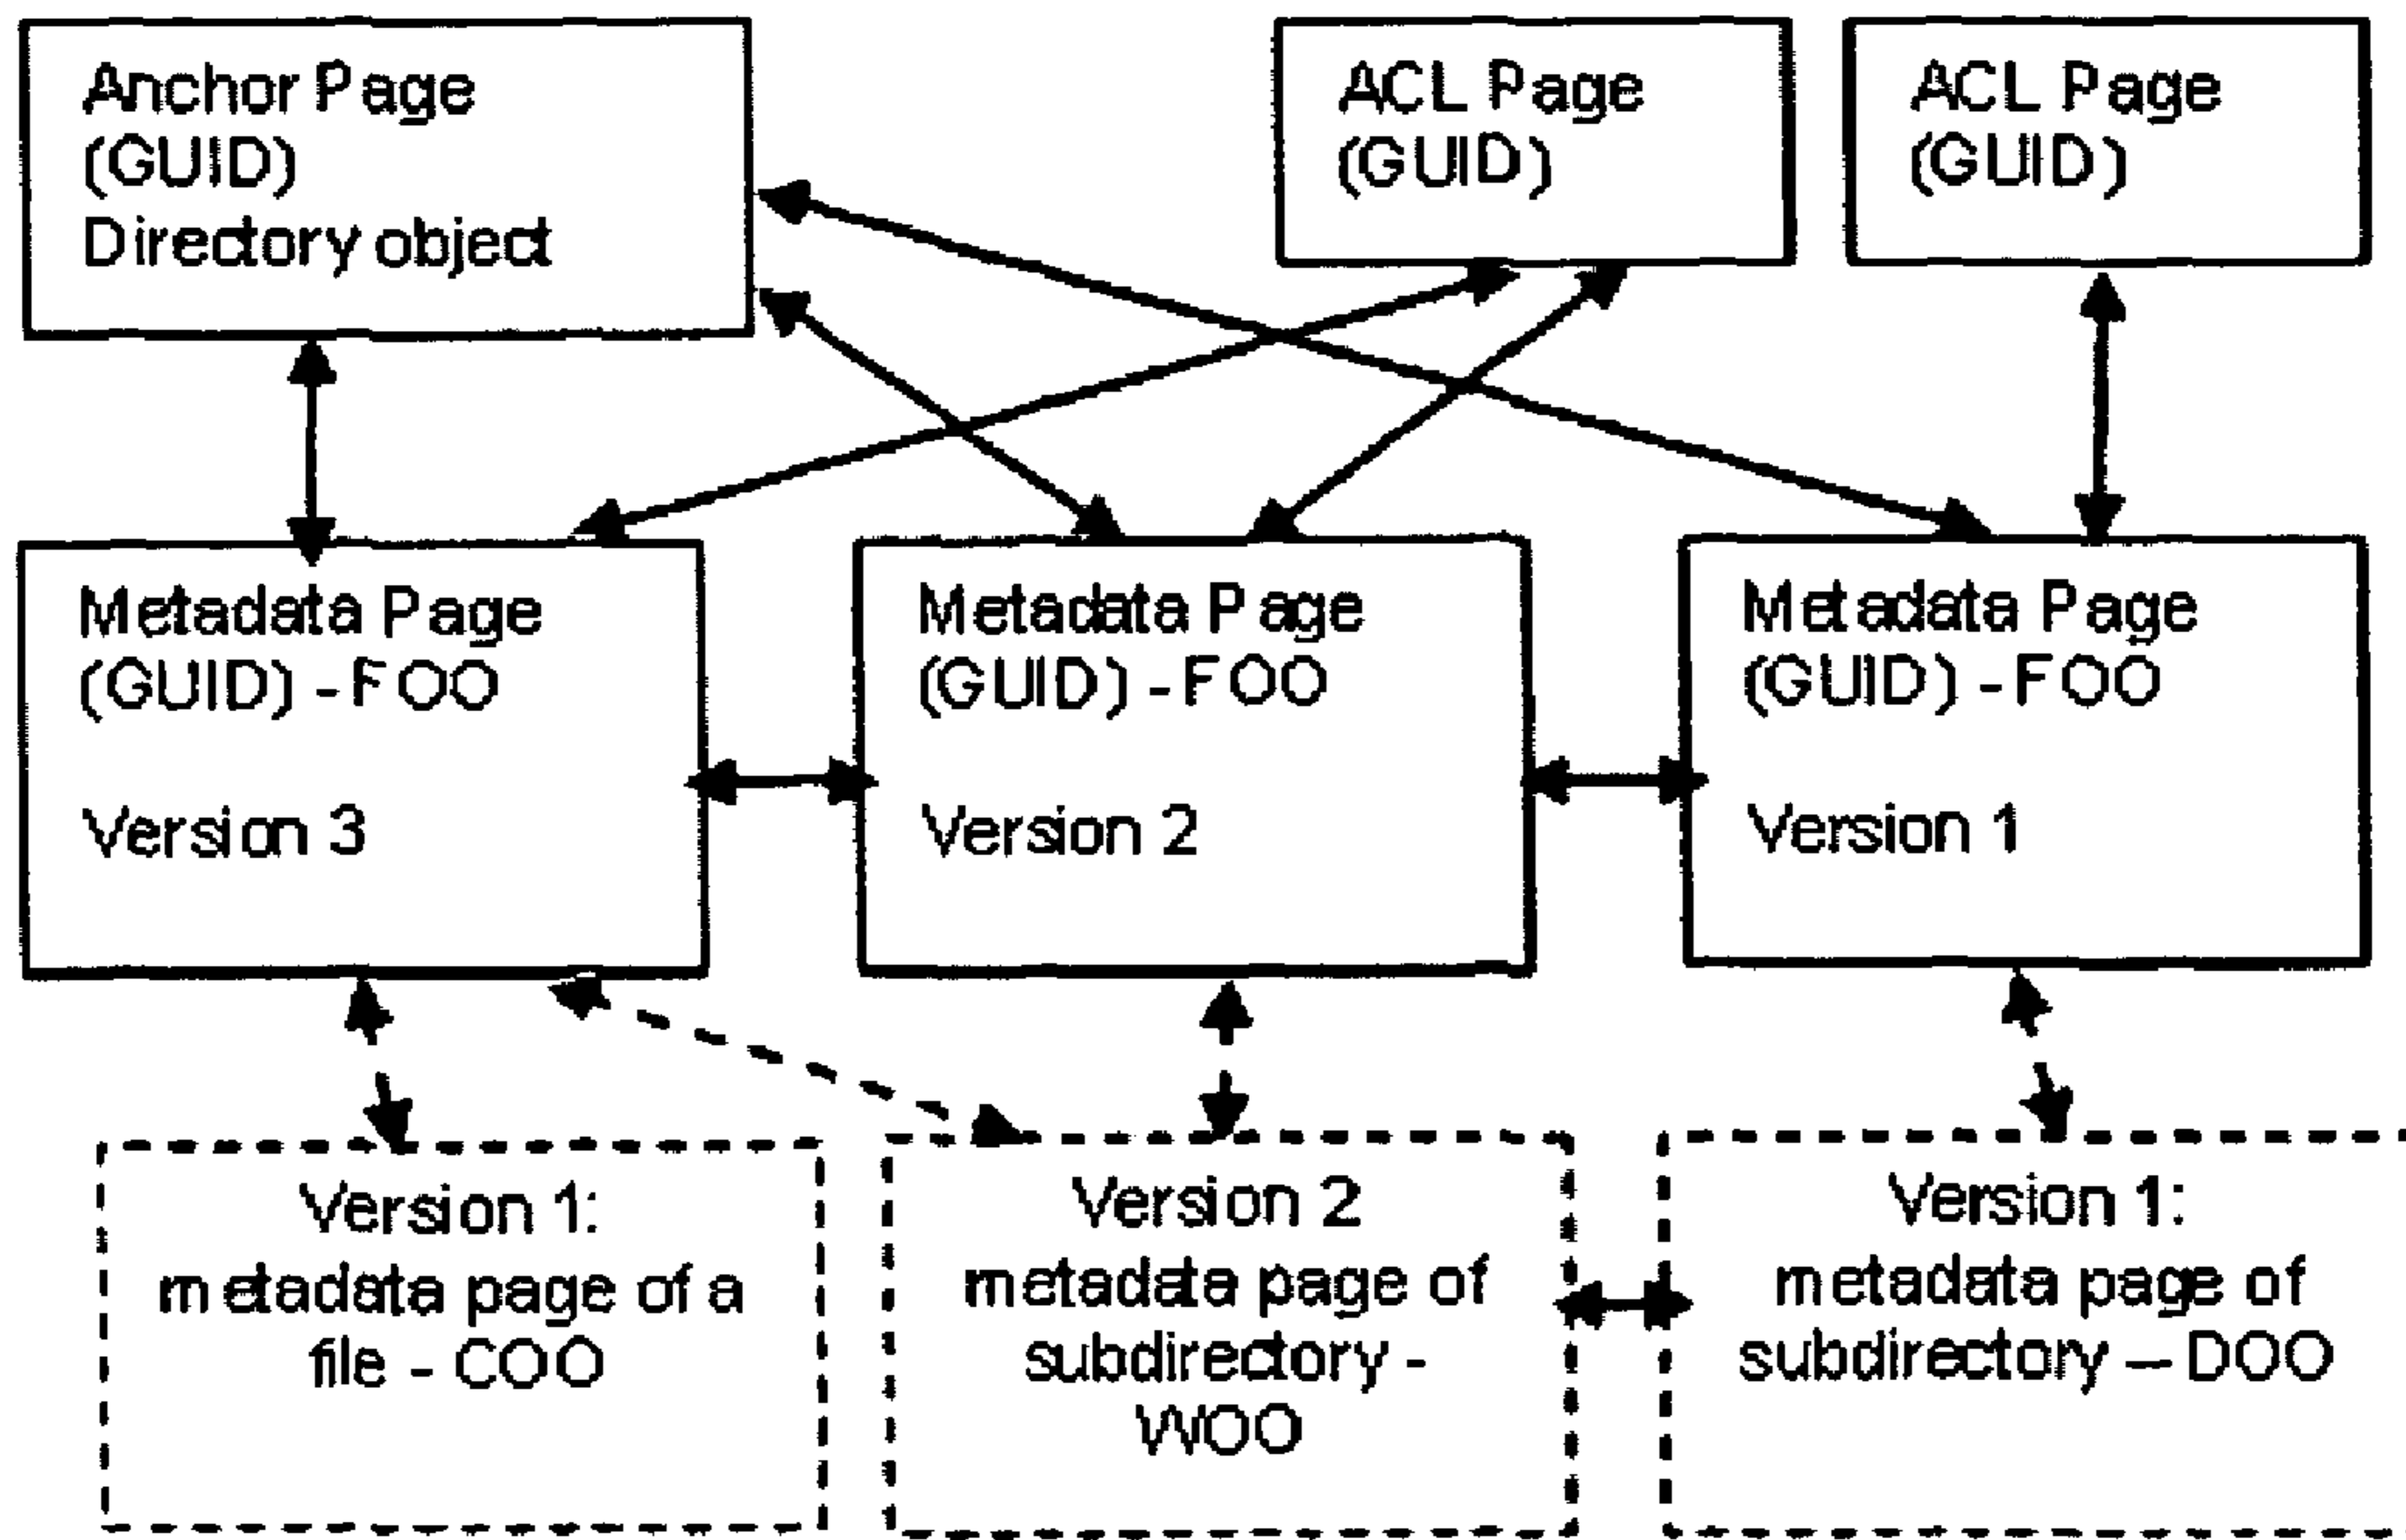 Anchor Page
(GUID)
Directory object
ACL Page
(GUID)
ACL Page
(GUID)
Metadata Page
(GUID) - FOO
Version 3
Metadata Page
(GUID) - FOO
Version 2
Metadata Page
(GUID) - FOO
Version 1
Version 1:
metadata page of a
file - COO
Version 2
metadata page of
subdirectory -
WOO
Version 1:
metadata page of
subdirectory – DOO